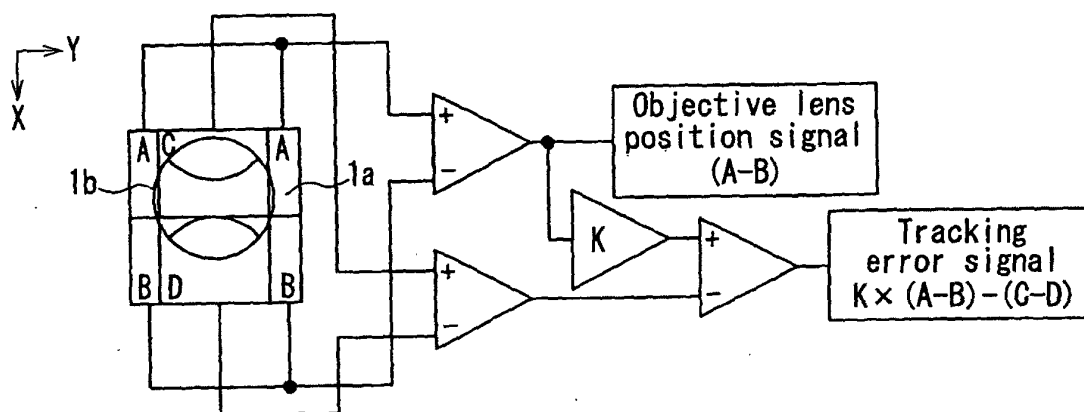 Y
X
A
C
A
1b
1a
B
D
B
+
-
+
-
K
+
-
Objective lens
position signal
(A-B)
Tracking
error signal
K× (A-B)-(C-D)